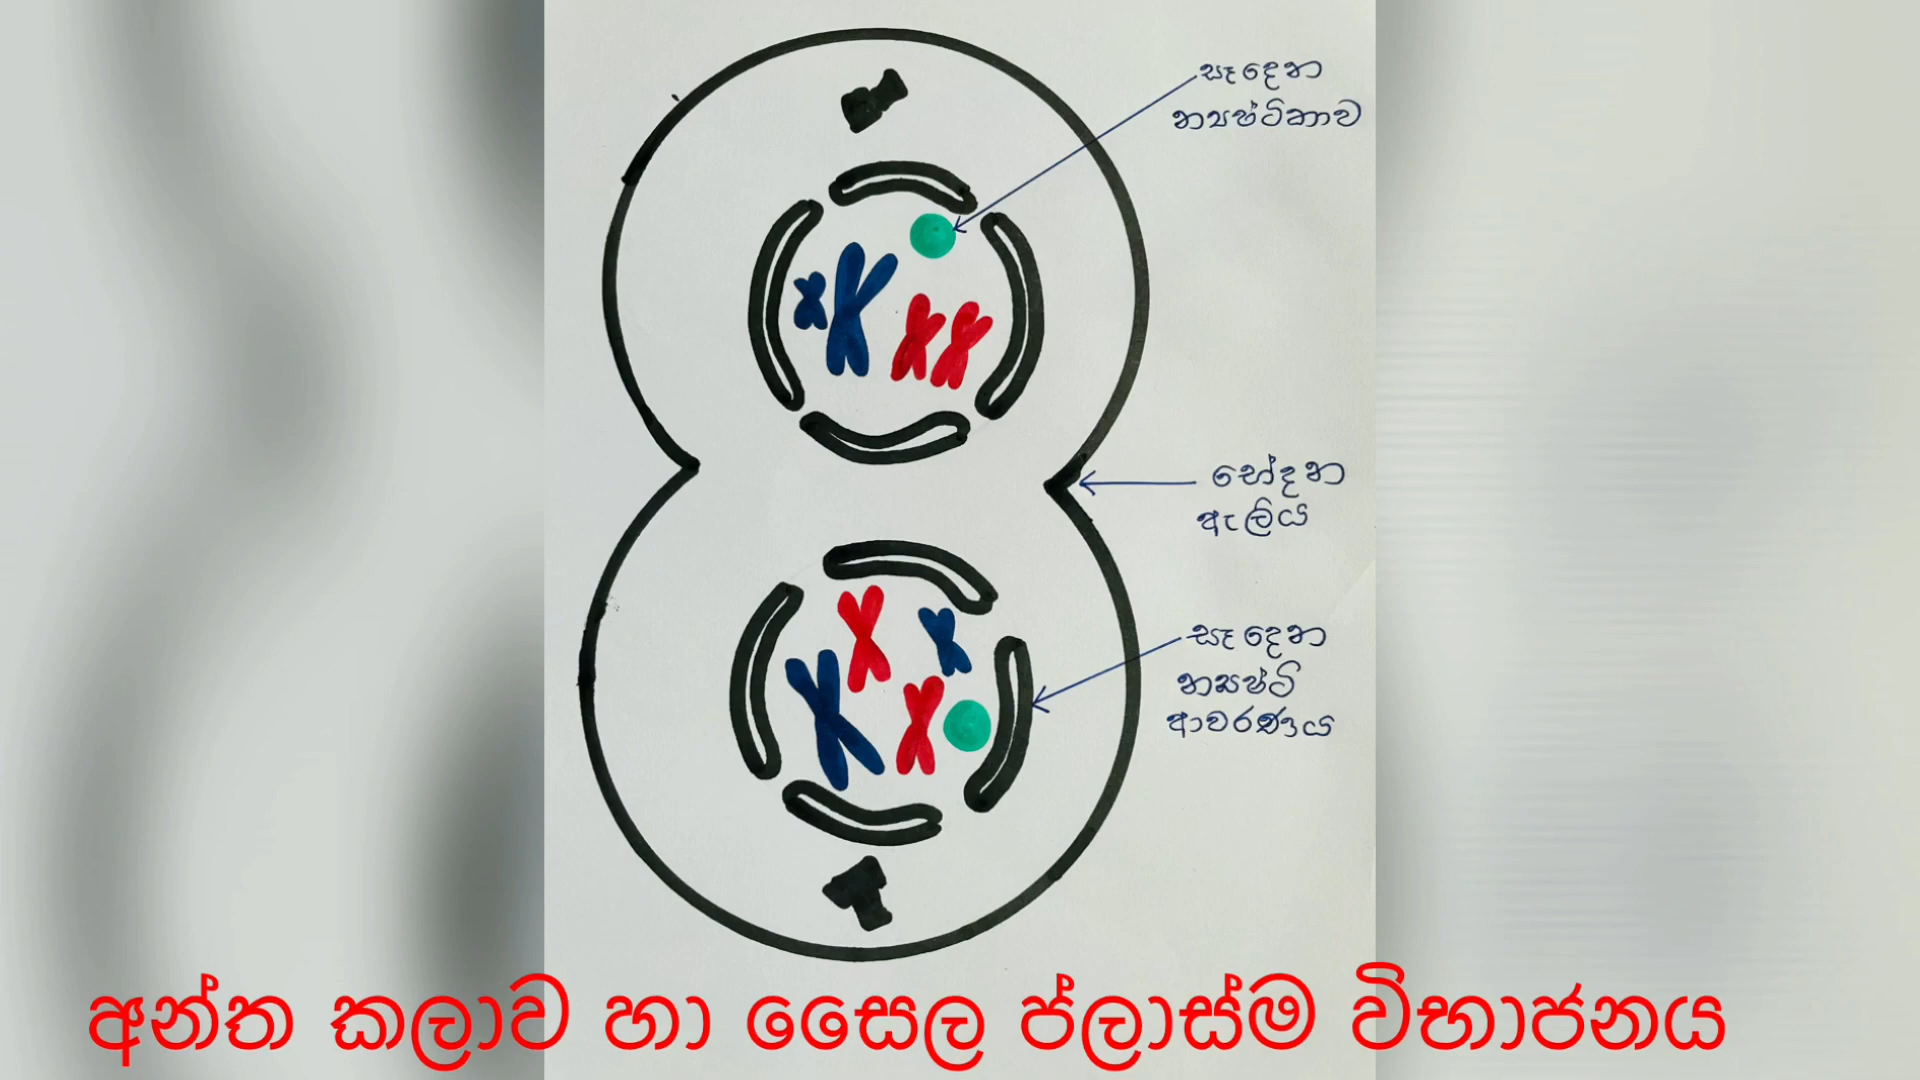 සෑදෙන
න්‍යෂ්ටිකාව
භේදන
ඇලිය
සෑදෙන
න්‍යෂ්ටි
ආවරණය
අන්ත කලාව හා සෛල ප්ලාස්ම විභාජනය